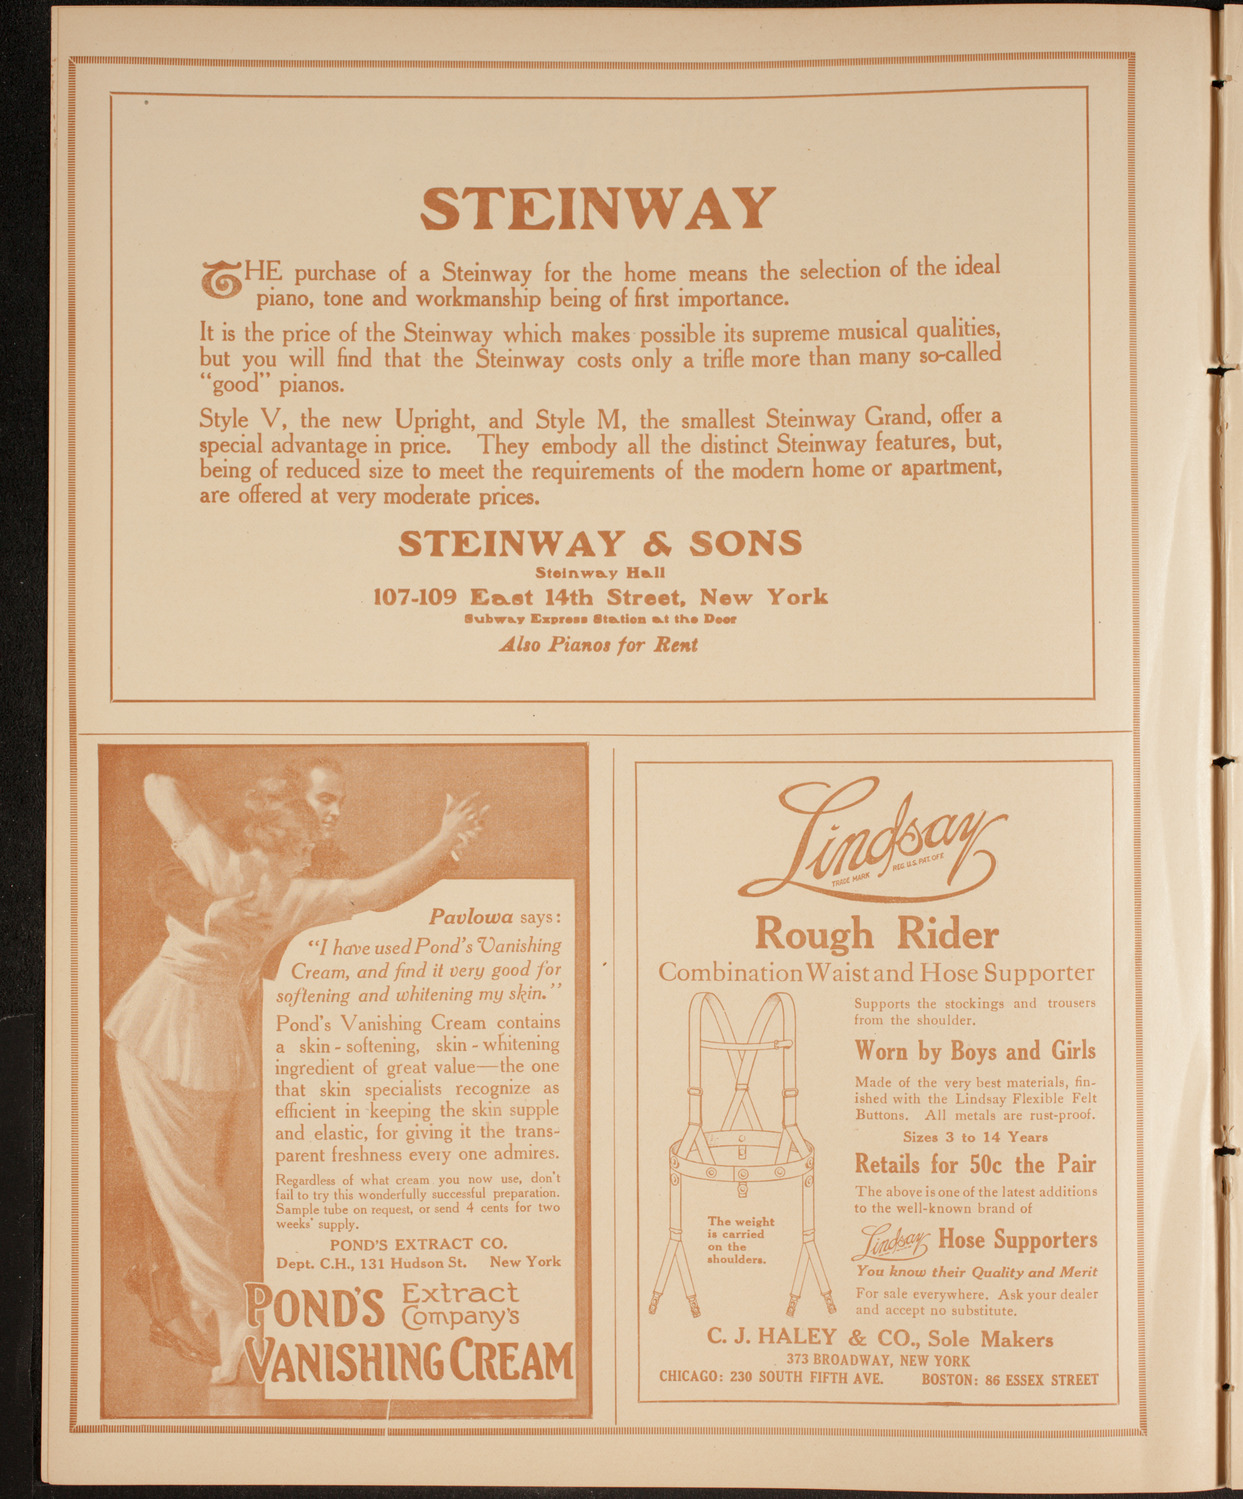 STEINWAY
THE purchase of a Steinway for the home means the selection of the ideal
piano, tone and workmanship being of first importance.
It is the price of the Steinway which makes possible its supreme musical qualities,
but you will find that the Steinway costs only a trifle more than many so-called
"good" pianos.
Style V, the new Upright, and Style M, the smallest Steinway Grand, offer a
special advantage in price. They embody all the distinct Steinway features, but,
being of reduced size to meet the requirements of the modern home or apartment,
are offered at very moderate prices.
STEINWAY & SONS
Steinway Hall
107-109 East 14th Street, New York
Subway Express Station at the Door
Also Pianos for Rent
Pavlowa says:
"I have used Pond's Vanishing
Cream, and find it very good for
softening and whitening my skin."
Pond's Vanishing Cream contains
a skin-softening, skin-whitening
ingredient of great value—the one
that skin specialists recognize as
efficient in keeping the skin supple
and elastic, for giving it the trans-
parent freshness every one admires.
Regardless of what cream you now use, don't
fail to try this wonderfully successful preparation.
Sample tube on request, or send 4 cents for two
weeks' supply.
POND'S EXTRACT CO.
Dept. C.H., 131 Hudson St. New York
POND'S Extract Company's
VANISHING CREAM
Lindsay
TRADE MARK REG. U.S. PAT. OFF.
Rough Rider
Combination Waist and Hose Supporter
Supports the stockings and trousers
from the shoulder.
Worn by Boys and Girls
Made of the very best materials, fin-
ished with the Lindsay Flexible Felt
Buttons. All metals are rust-proof.
Sizes 3 to 14 Years
Retails for 50c the Pair
The above is one of the latest additions
to the well-known brand of
Lindsay Hose Supporters
You know their Quality and Merit
For sale everywhere. Ask your dealer
and accept no substitute.
The weight
is carried
on the
shoulders.
C. J. HALEY & CO., Sole Makers
373 BROADWAY, NEW YORK
CHICAGO: 230 SOUTH FIFTH AVE. BOSTON: 86 ESSEX STREET